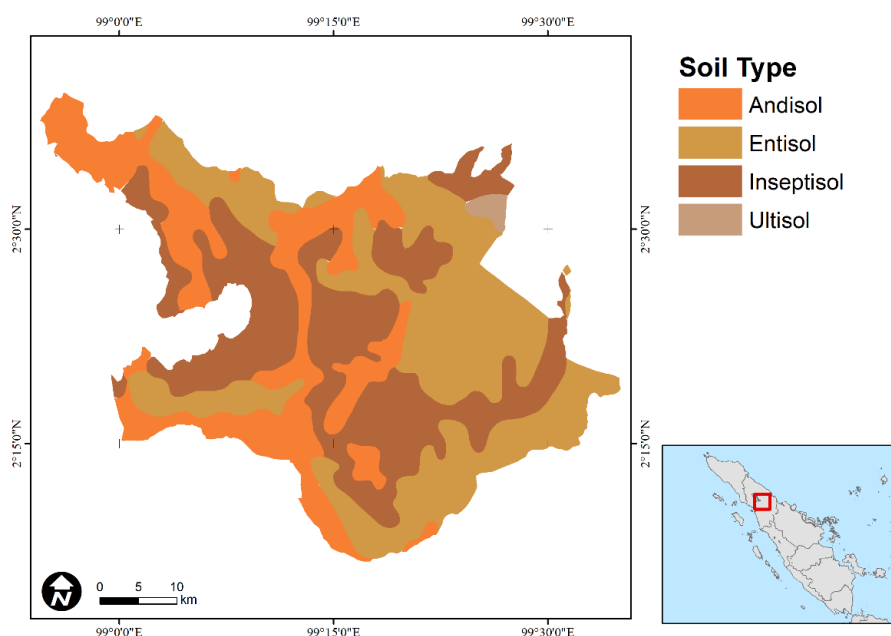 99°0'0"E 99°15'0"E 99°30'0"E
Soil Type
Andisol
Entisol
Inseptisol
Ultisol
2°30'0"N 2°30'0"N
2°15'0"N 2°15'0"N
N 0 5 10 km
99°0'0"E 99°15'0"E 99°30'0"E